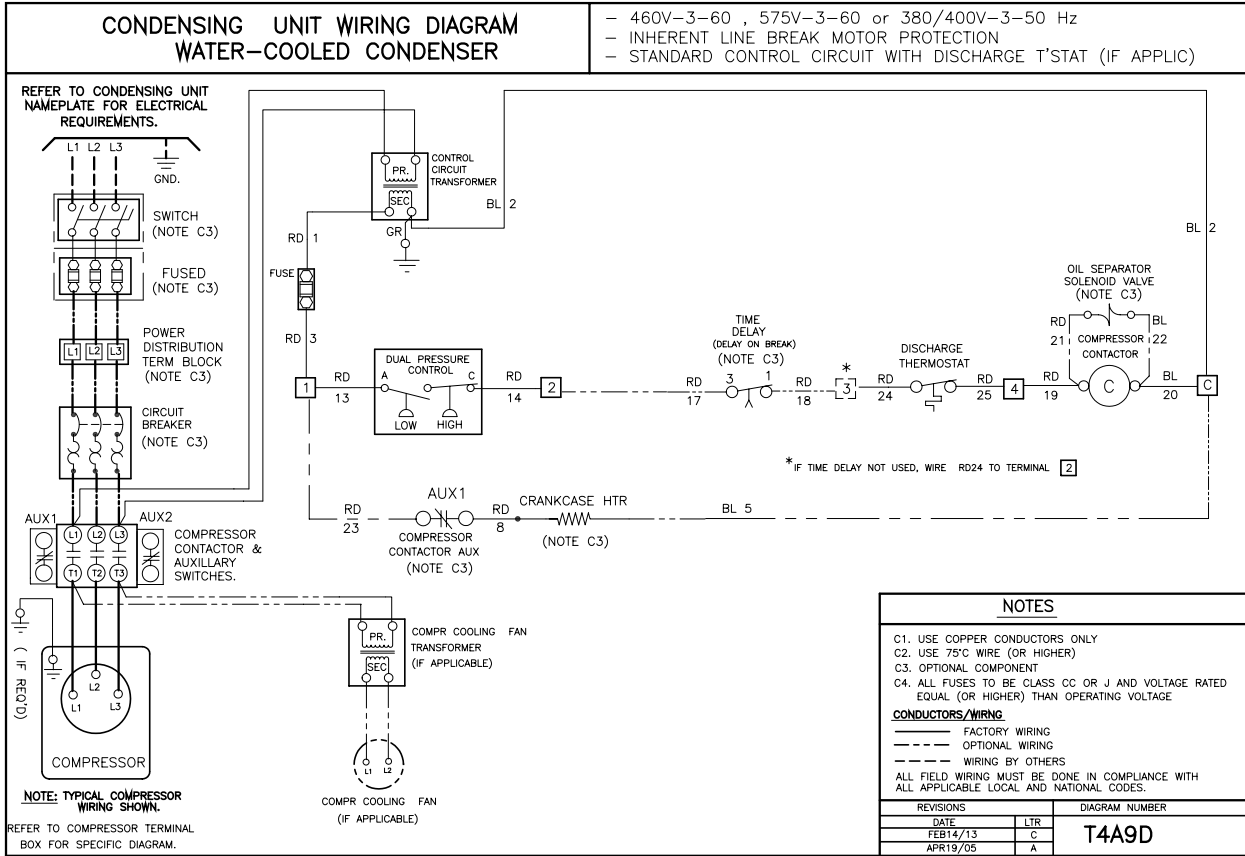 CONDENSING UNIT WIRING DIAGRAM
WATER-COOLED CONDENSER
- 460V-3-60 , 575V-3-60 or 380/400V-3-50 Hz
- INHERENT LINE BREAK MOTOR PROTECTION
- STANDARD CONTROL CIRCUIT WITH DISCHARGE T'STAT (IF APPLIC)
REFER TO CONDENSING UNIT
NAMEPLATE FOR ELECTRICAL
REQUIREMENTS.
L1 L2 L3
GND.
SWITCH
(NOTE C3)
FUSED
(NOTE C3)
POWER
DISTRIBUTION
TERM BLOCK
(NOTE C3)
L1 L2 L3
CIRCUIT
BREAKER
(NOTE C3)
AUX1
AUX2
L1 L2 L3
T1 T2 T3
COMPRESSOR
CONTACTOR &
AUXILLARY
SWITCHES.
( IF REQ'D)
L2
L1
L3
COMPRESSOR
NOTE: TYPICAL COMPRESSOR
WIRING SHOWN.
REFER TO COMPRESSOR TERMINAL
BOX FOR SPECIFIC DIAGRAM.
PR.
SEC
CONTROL
CIRCUIT
TRANSFORMER
GR
BL 2
BL 2
RD 1
FUSE
RD 3
1
RD
13
DUAL PRESSURE
CONTROL
A
C
LOW
HIGH
RD
14
2
RD
17
TIME
DELAY
(DELAY ON BREAK)
(NOTE C3)
3
1
RD
18
*
3
RD
24
DISCHARGE
THERMOSTAT
RD
25
4
RD
19
OIL SEPARATOR
SOLENOID VALVE
(NOTE C3)
RD
21
BL
22
COMPRESSOR
CONTACTOR
C
BL
20
C
*IF TIME DELAY NOT USED, WIRE RD24 TO TERMINAL 2
RD
23
AUX1
COMPRESSOR
CONTACTOR AUX
(NOTE C3)
RD
8
CRANKCASE HTR
(NOTE C3)
BL 5
PR.
SEC
COMPR COOLING FAN
TRANSFORMER
(IF APPLICABLE)
L1 L2
COMPR COOLING FAN
(IF APPLICABLE)
NOTES
C1. USE COPPER CONDUCTORS ONLY
C2. USE 75°C WIRE (OR HIGHER)
C3. OPTIONAL COMPONENT
C4. ALL FUSES TO BE CLASS CC OR J AND VOLTAGE RATED
EQUAL (OR HIGHER) THAN OPERATING VOLTAGE
CONDUCTORS/WIRNG
FACTORY WIRING
OPTIONAL WIRING
WIRING BY OTHERS
ALL FIELD WIRING MUST BE DONE IN COMPLIANCE WITH
ALL APPLICABLE LOCAL AND NATIONAL CODES.
REVISIONS
DIAGRAM NUMBER
DATE LTR
FEB14/13 C
APR19/05 A
T4A9D